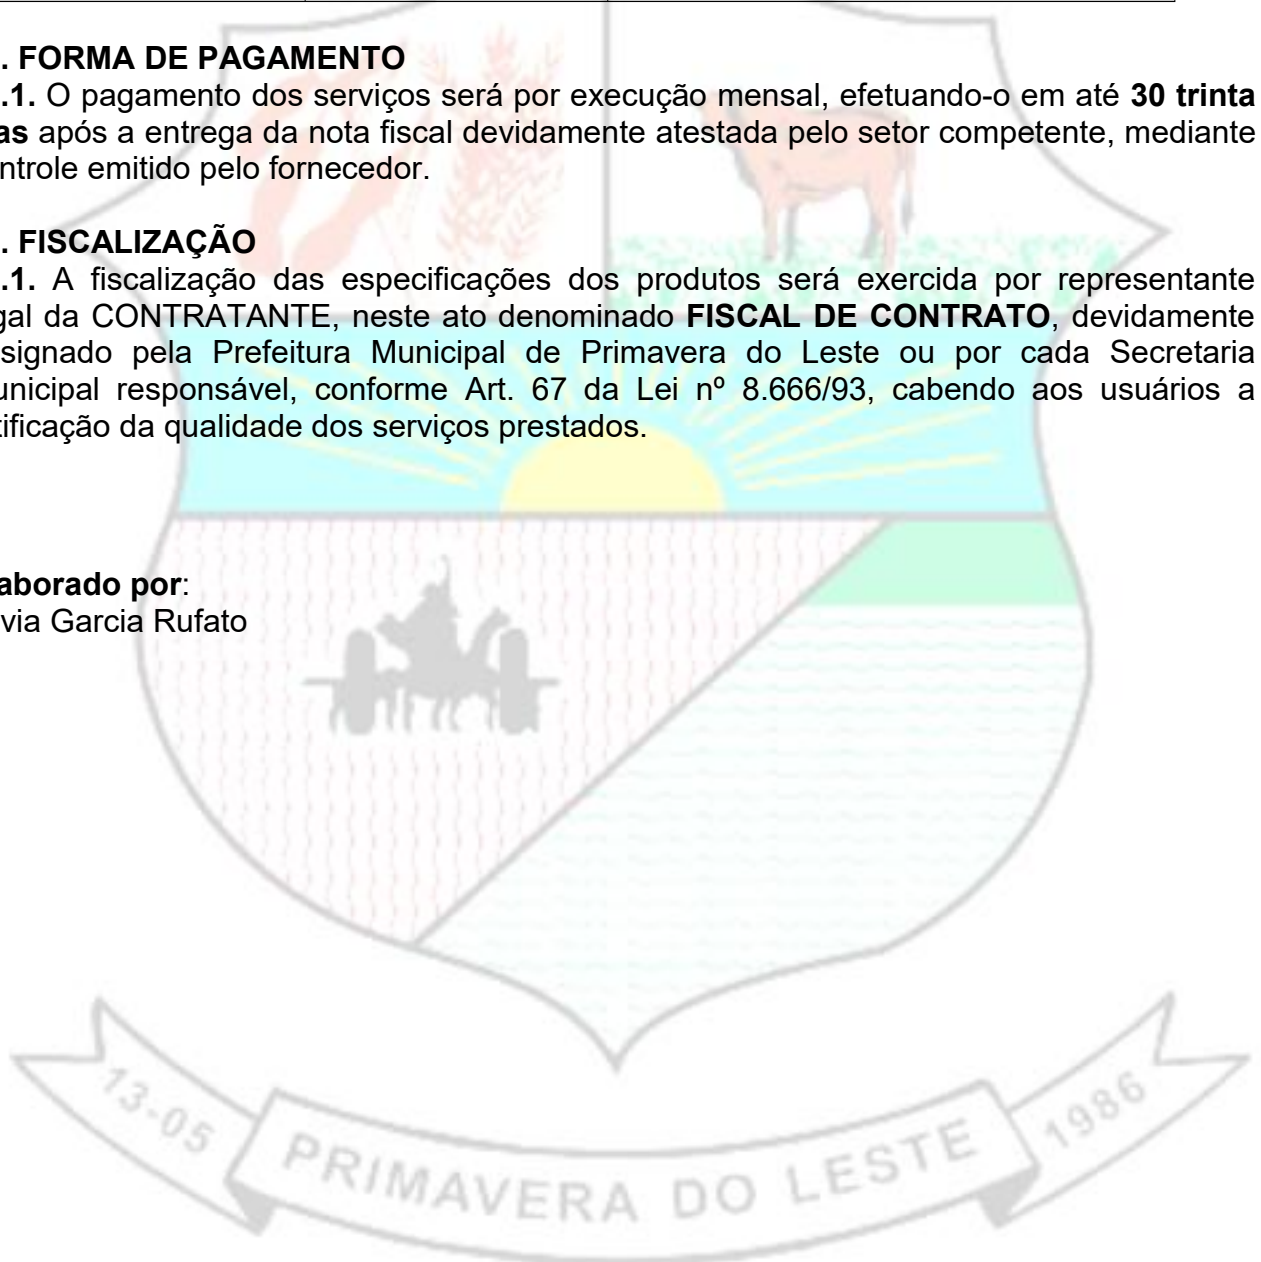 . FORMA DE PAGAMENTO
.1. O pagamento dos serviços será por execução mensal, efetuando-o em até 30 trinta
as após a entrega da nota fiscal devidamente atestada pelo setor competente, mediante
ntrole emitido pelo fornecedor.
. FISCALIZAÇÃO
.1. A fiscalização das especificações dos produtos será exercida por representante
gal da CONTRATANTE, neste ato denominado FISCAL DE CONTRATO, devidamente
signado pela Prefeitura Municipal de Primavera do Leste ou por cada Secretaria
unicipal responsável, conforme Art. 67 da Lei nº 8.666/93, cabendo aos usuários a
tificação da qualidade dos serviços prestados.
aborado por:
via Garcia Rufato
13-05 PRIMAVERA DO LESTE 1986